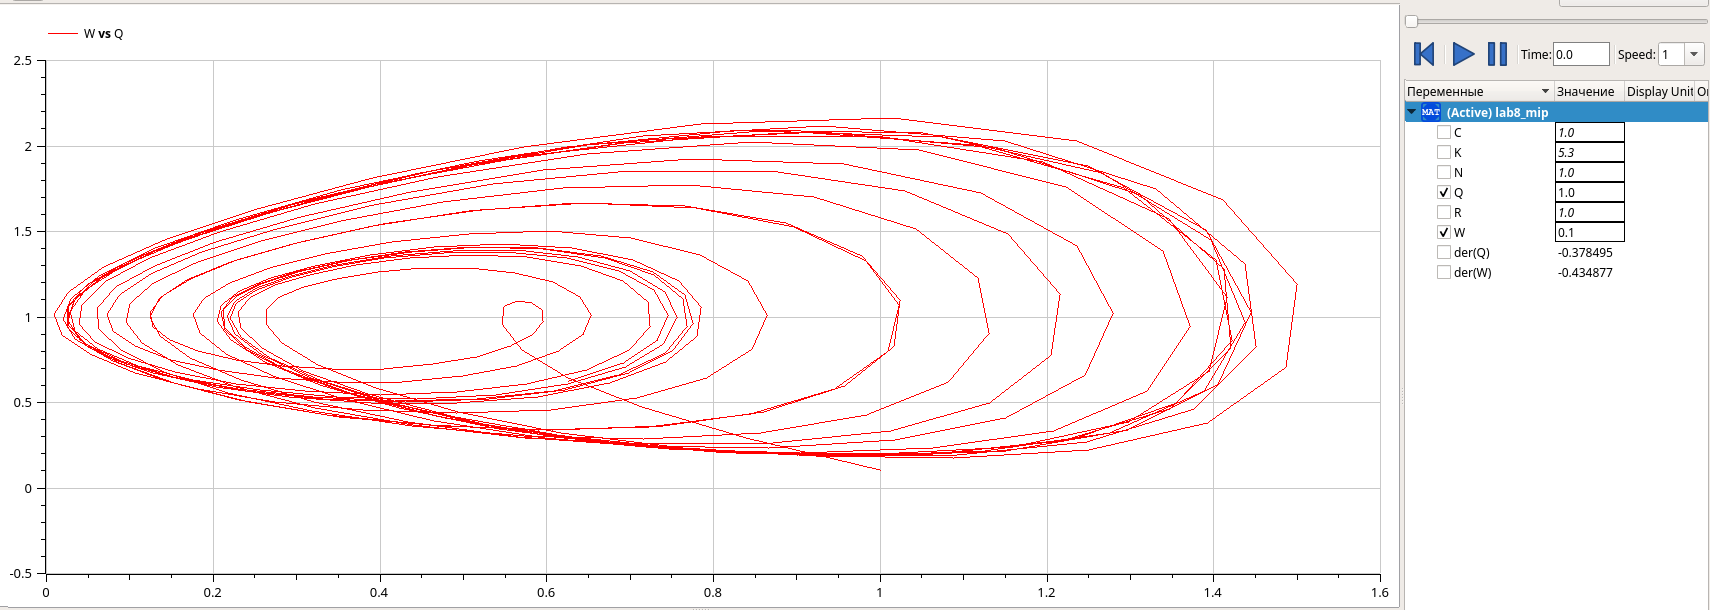 W vs Q
2.5
2
1.5
1
0.5
0
-0.5
0 0.2 0.4 0.6 0.8 1 1.2 1.4 1.6
Time: 0.0 Speed: 1
Переменные Значение Display Unit
MAT (Active) lab8_mip
C 1.0
K 5.3
N 1.0
Q 1.0
R 1.0
W 0.1
der(Q) -0.378495
der(W) -0.434877